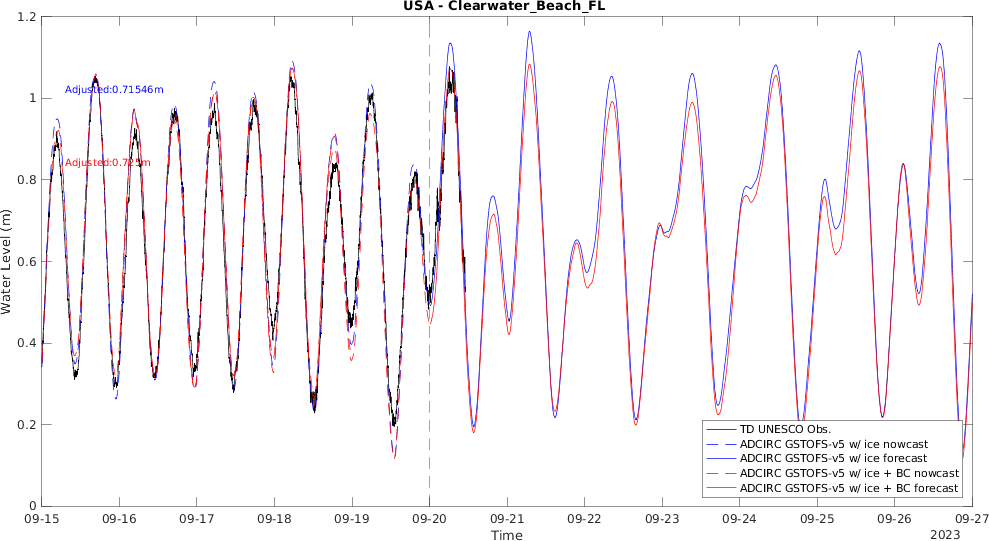 USA - Clearwater_Beach_FL
1.2
1
0.8
0.6
0.4
0.2
0
Water Level (m)
Adjusted:0.71546m
Adjusted:0.725m
TD UNESCO Obs.
ADCIRC GSTOFS-v5 w/ ice nowcast
ADCIRC GSTOFS-v5 w/ ice forecast
ADCIRC GSTOFS-v5 w/ ice + BC nowcast
ADCIRC GSTOFS-v5 w/ ice + BC forecast
09-15 09-16 09-17 09-18 09-19 09-20 09-21 09-22 09-23 09-24 09-25 09-26 09-27
Time
2023